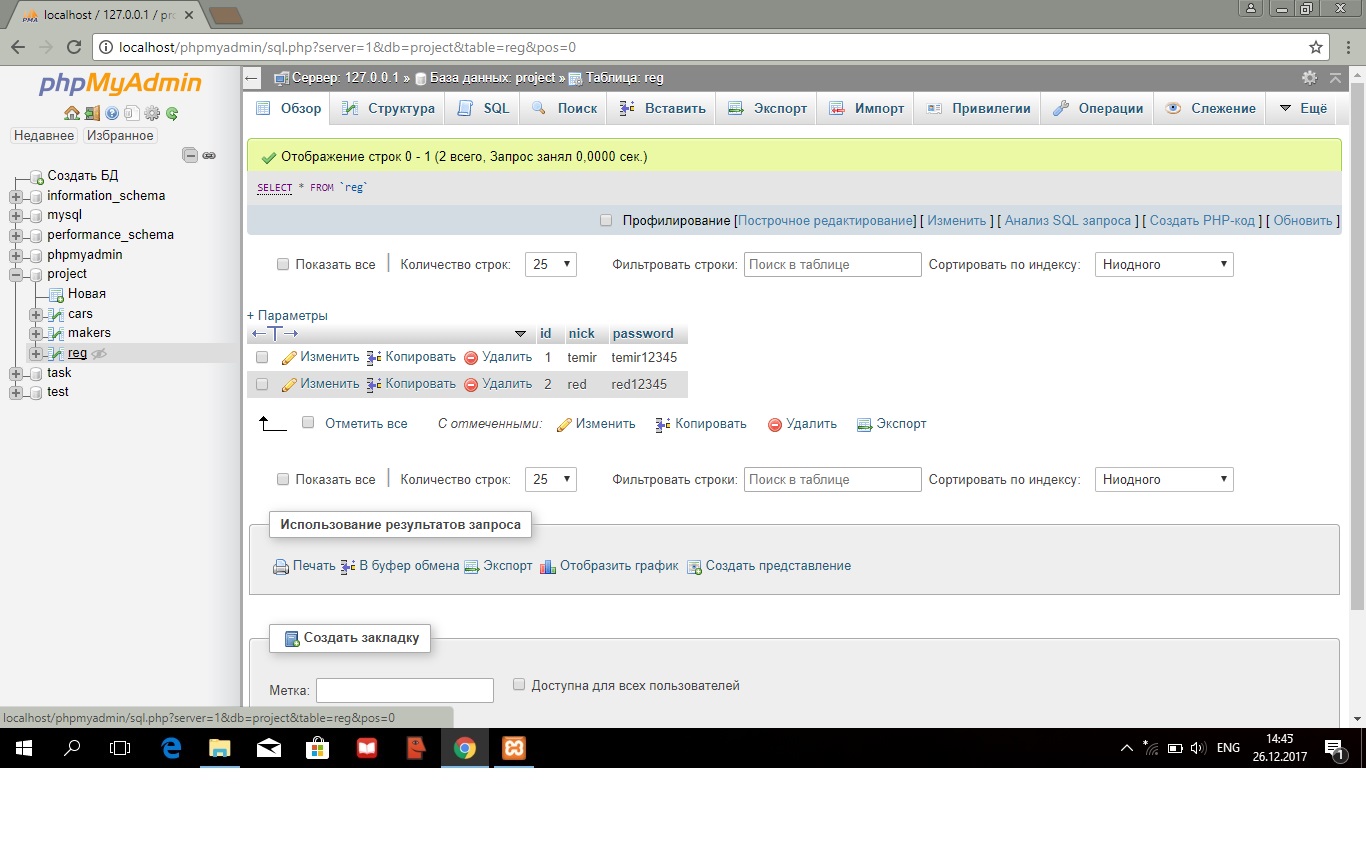 localhost / 127.0.0.1 / pro
localhost/phpmyadmin/sql.php?server=1&db=project&table=reg&pos=0
phpMyAdmin
Недавнее Избранное
Создать БД
information_schema
mysql
performance_schema
phpmyadmin
project
Новая
cars
makers
reg
task
test
Сервер: 127.0.0.1 » База данных: project » Таблица: reg
Обзор Структура SQL Поиск Вставить Экспорт Импорт Привилегии Операции Слежение Ещё
Отображение строк 0 - 1 (2 всего, Запрос занял 0,0000 сек.)
SELECT * FROM `reg`
Профилирование [Построчное редактирование] [ Изменить ] [ Анализ SQL запроса ] [ Создать PHP-код ] [ Обновить ]
Показать все Количество строк: 25 Фильтровать строки: Поиск в таблице Сортировать по индексу: Ниодного
+ Параметры
←T→ id nick password
Изменить Копировать Удалить 1 temir temir12345
Изменить Копировать Удалить 2 red red12345
Отметить все С отмеченными: Изменить Копировать Удалить Экспорт
Показать все Количество строк: 25 Фильтровать строки: Поиск в таблице Сортировать по индексу: Ниодного
Использование результатов запроса
Печать В буфер обмена Экспорт Отобразить график Создать представление
Создать закладку
Метка: Доступна для всех пользователей
localhost/phpmyadmin/sql.php?server=1&db=project&table=reg&pos=0
ENG
14:43
26.12.2017
1